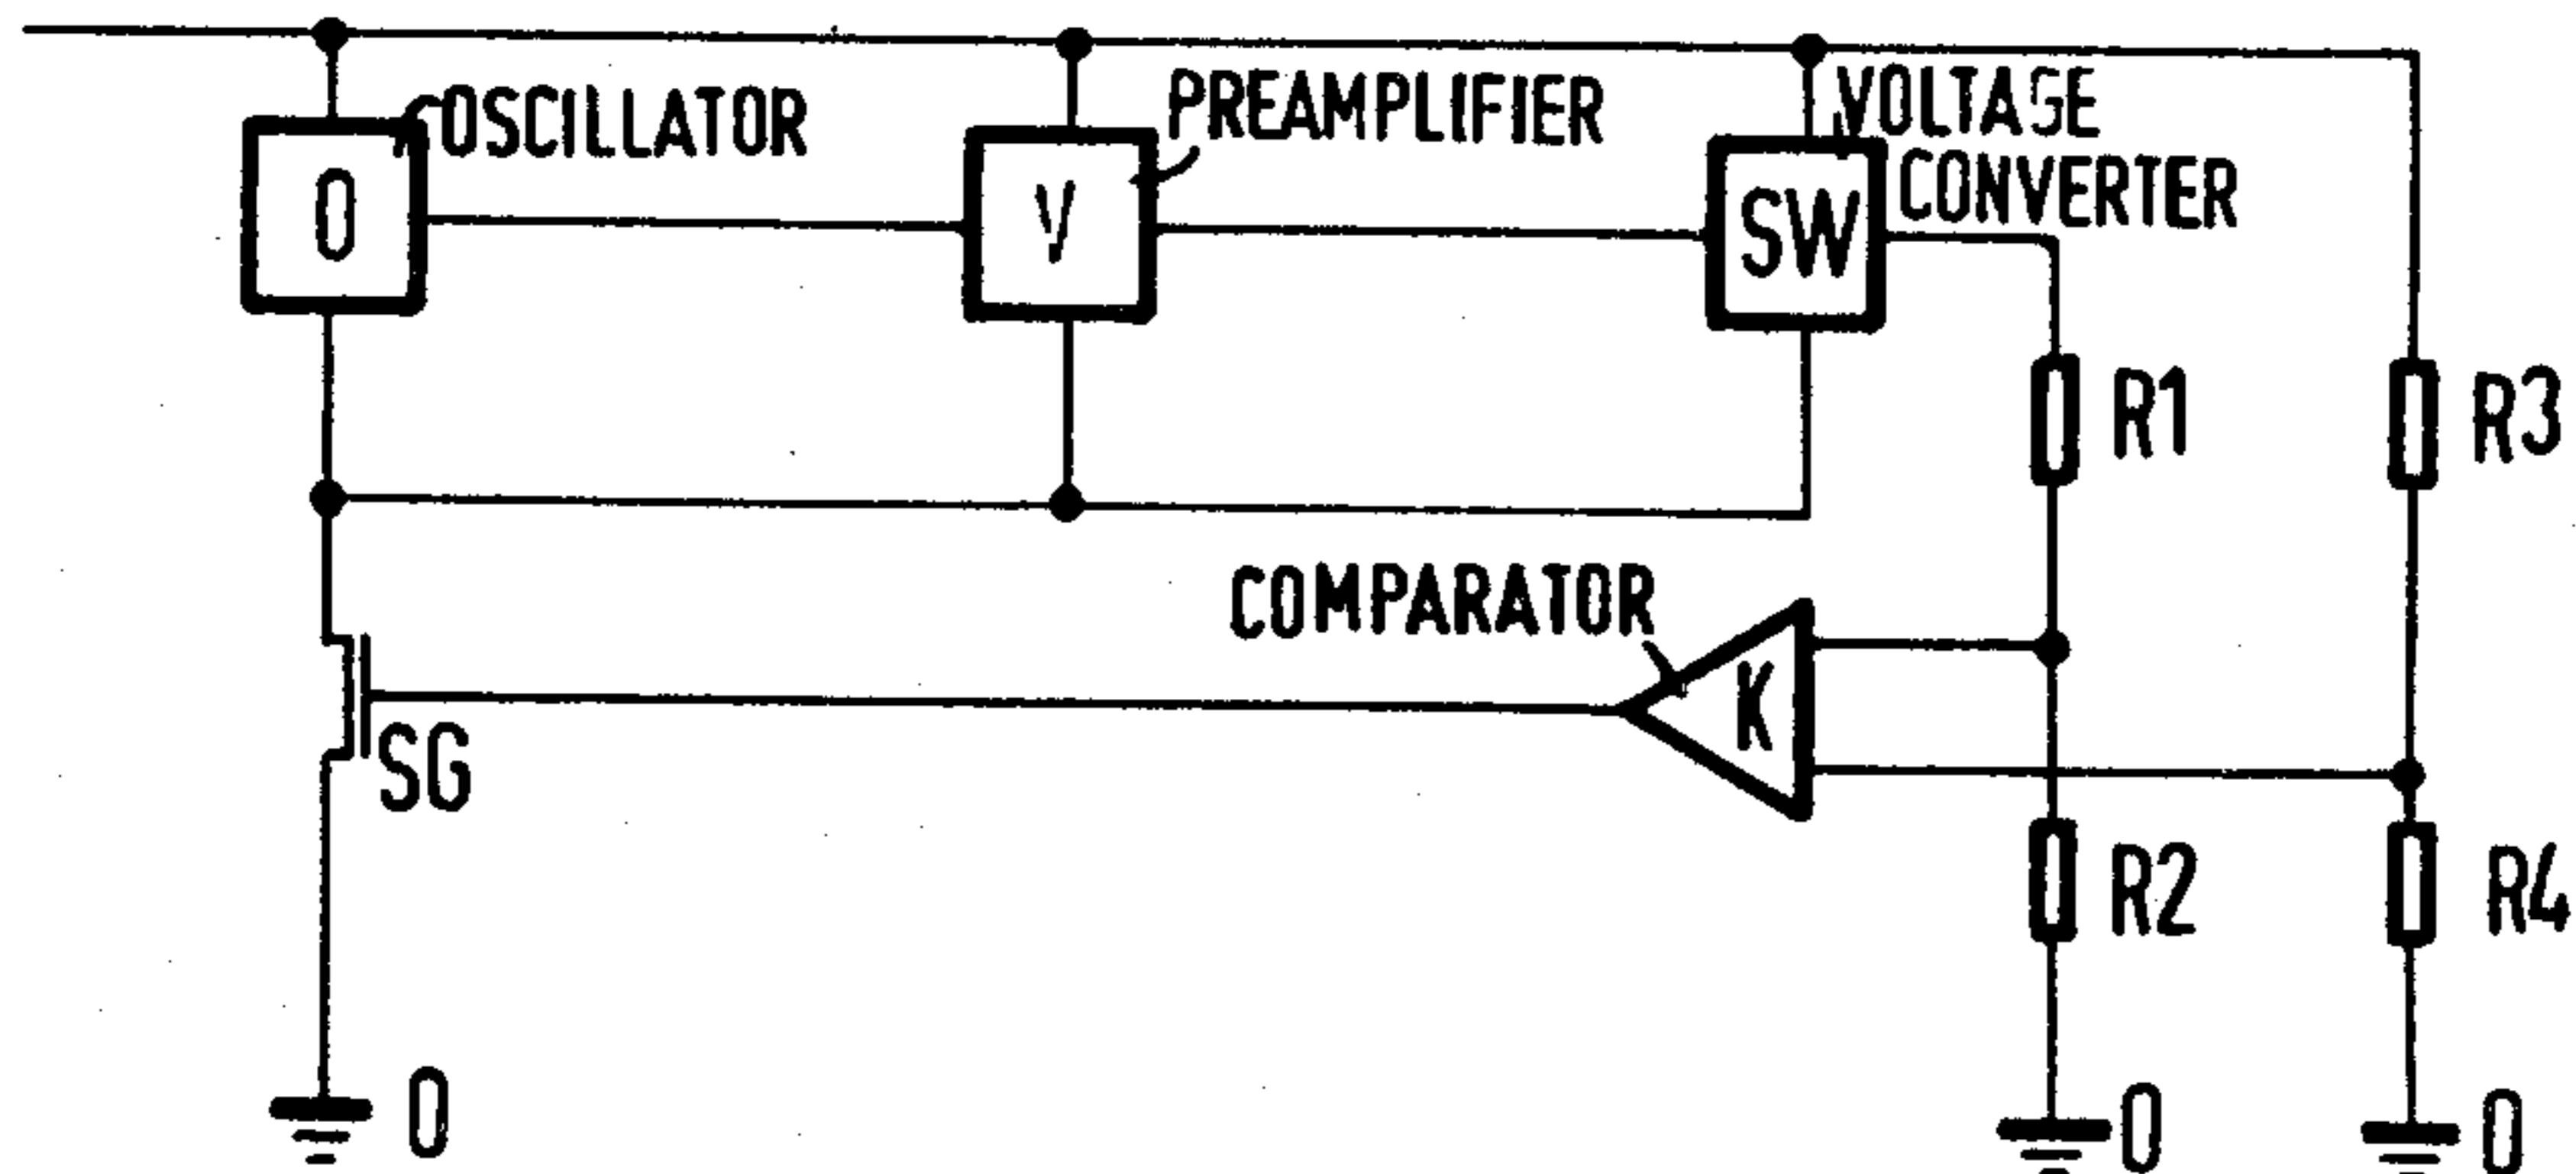 OSCILLATOR
PREAMPLIFIER
VOLTAGE
CONVERTER
O
V
SW
R1
R3
COMPARATOR
K
SG
R2
R4
0
0
0